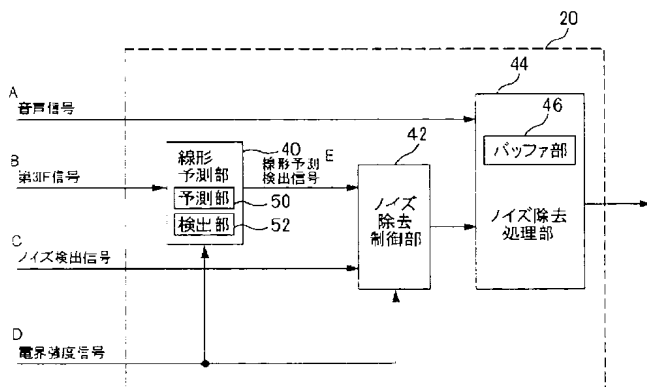 20
A
音声信号
44
46
バッファ部
ノイズ除去
処理部
B
第3IF信号
40
線形
予測部
予測部
50
検出部
52
E
線形予測
検出信号
42
ノイズ
除去
制御部
C
ノイズ検出信号
D
電界強度信号